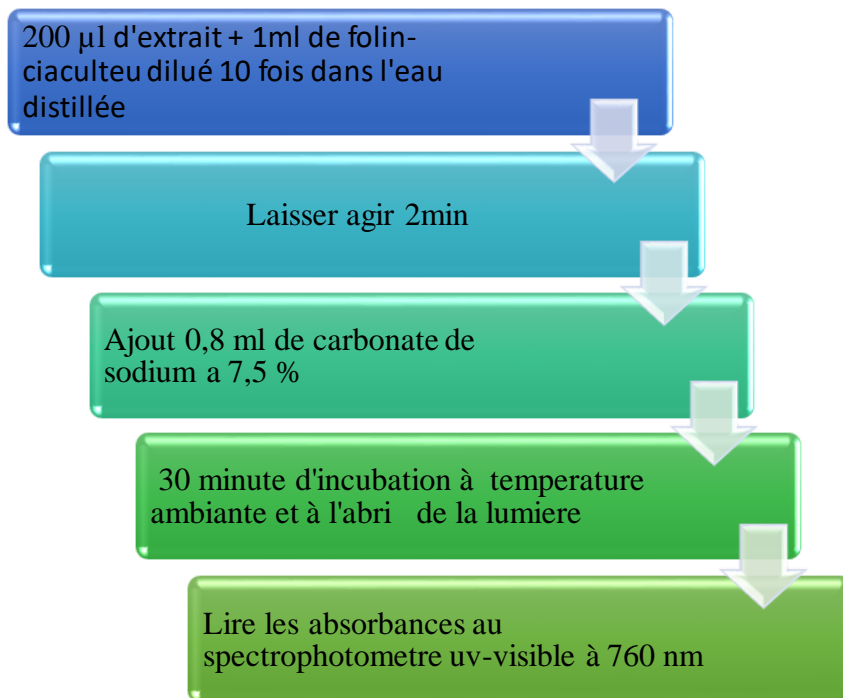 200 µl d'extrait + 1ml de folin-
ciaculteu dilué 10 fois dans l'eau
distillée
Laisser agir 2min
Ajout 0,8 ml de carbonate de
sodium a 7,5 %
30 minute d'incubation à temperature
ambiante et à l'abri de la lumiere
Lire les absorbances au
spectrophotometre uv-visible à 760 nm